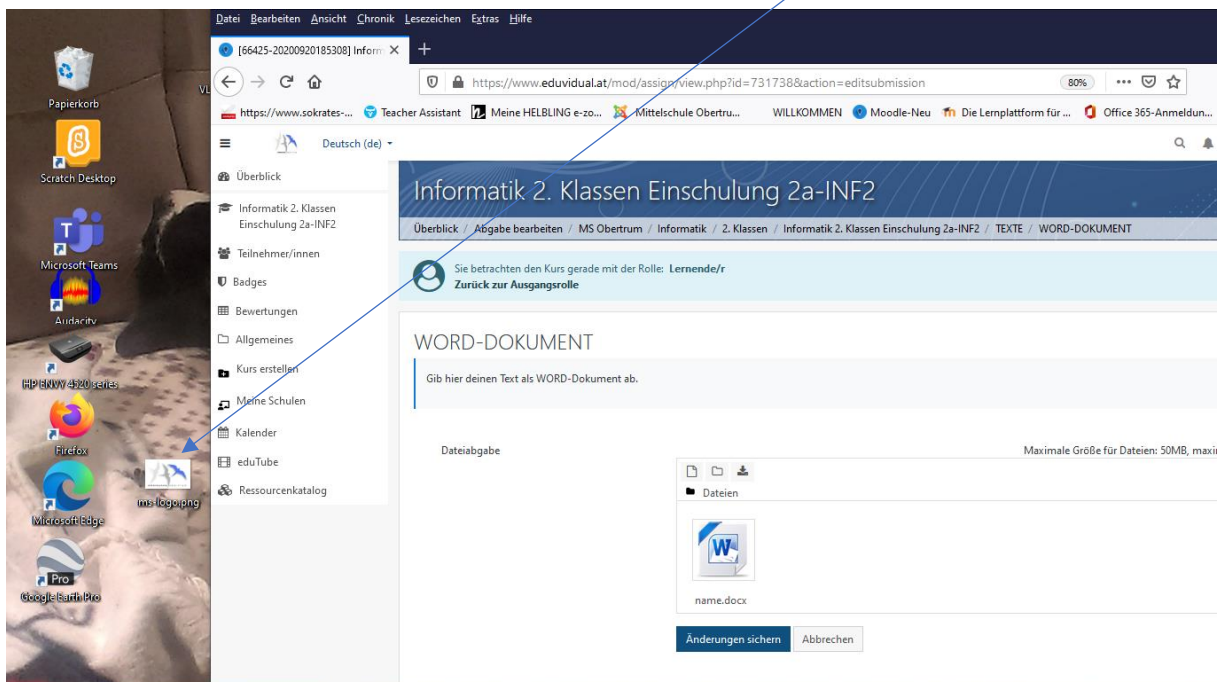 Datei Bearbeiten Ansicht Chronik Lesezeichen Extras Hilfe
[66425-20200920185308] Inform
https://www.eduvidual.at/mod/assign/view.php?id=731738&action=editsubmission
80%
https://www.sokrates-...
Teacher Assistant
Meine HELBLING e-zo...
Mittelschule Obertru...
WILLKOMMEN
Moodle-Neu
Die Lernplattform für ...
Office 365-Anmeldun...
Papierkorb
VL
Scratch Desktop
Microsoft Teams
Audacity
HP ENVY 4520 series
Firefox
ms-logo.png
Microsoft Edge
Pro
Google Earth Pro
Deutsch (de)
Überblick
Informatik 2. Klassen
Einschulung 2a-INF2
Teilnehmer/innen
Badges
Bewertungen
Allgemeines
Kurs erstellen
Meine Schulen
Kalender
eduTube
Ressourcenkatalog
Informatik 2. Klassen Einschulung 2a-INF2
Überblick / Abgabe bearbeiten / MS Obertrum / Informatik / 2. Klassen / Informatik 2. Klassen Einschulung 2a-INF2 / TEXTE / WORD-DOKUMENT
Sie betrachten den Kurs gerade mit der Rolle: Lernende/r
Zurück zur Ausgangsrolle
WORD-DOKUMENT
Gib hier deinen Text als WORD-Dokument ab.
Dateiabgabe
Maximale Größe für Dateien: 50MB, maxi
Dateien
W
name.docx
Änderungen sichern
Abbrechen